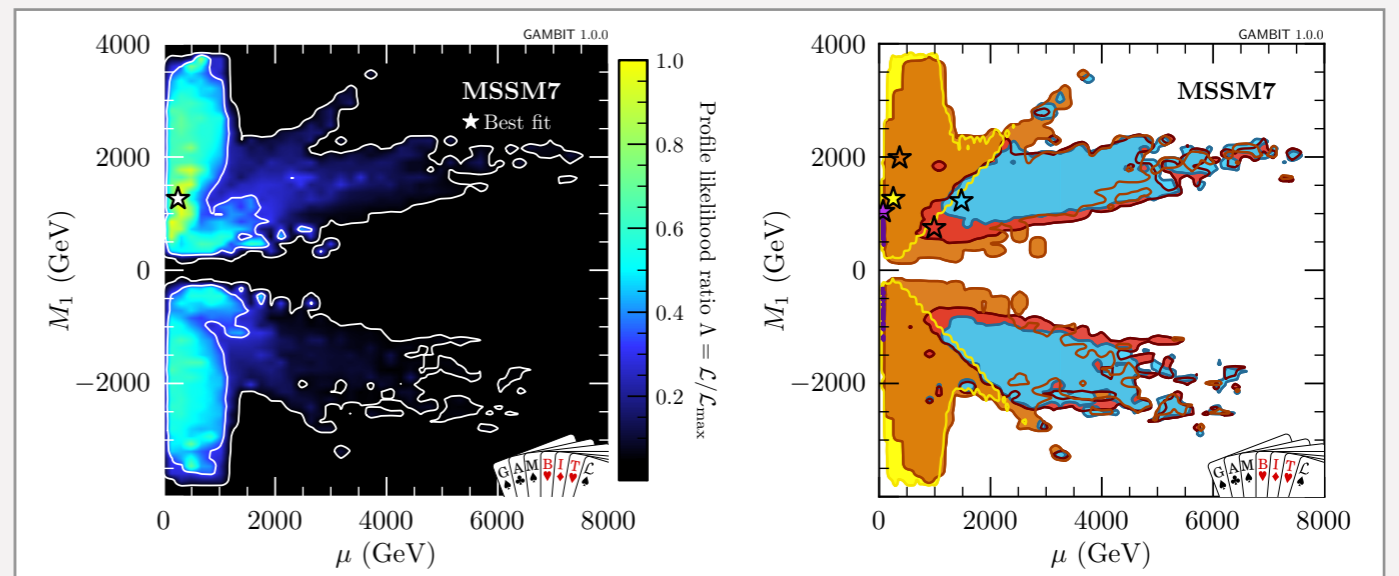 GAMBIT 1.0.0
MSSM7
Best fit
4000
2000
0
−2000
M₁ (GeV)
0
2000
4000
6000
8000
μ (GeV)
1.0
0.8
0.6
0.4
0.2
Profile likelihood ratio Λ = ℒ/ℒmax
G A M B I T ℒ
GAMBIT 1.0.0
MSSM7
4000
2000
0
−2000
M₁ (GeV)
0
2000
4000
6000
8000
μ (GeV)
G A M B I T ℒ